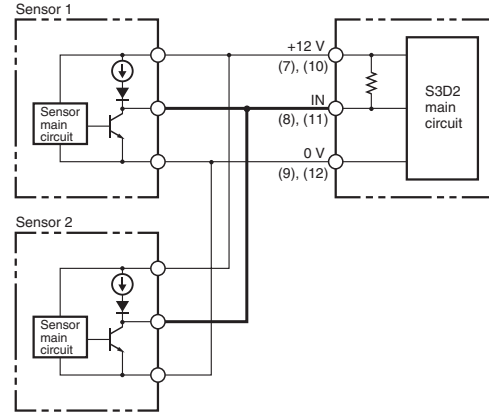 Sensor 1
Sensor
main
circuit
+12 V
(7), (10)
IN
(8), (11)
0 V
(9), (12)
S3D2
main
circuit
Sensor 2
Sensor
main
circuit